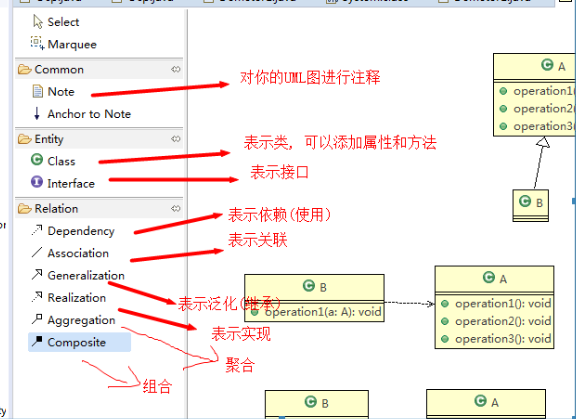 Select
Marquee
Common
Note
Anchor to Note
Entity
Class
Interface
Relation
Dependency
Association
Generalization
Realization
Aggregation
Composite
对你的UML图进行注释
表示类, 可以添加属性和方法
表示接口
表示依赖(使用)
表示关联
表示泛化(继承)
表示实现
聚合
组合
A
operation1(
operation2(
operation3(
B
B
operation1(a: A): void
A
operation1(): void
operation2(): void
operation3(): void
B
A